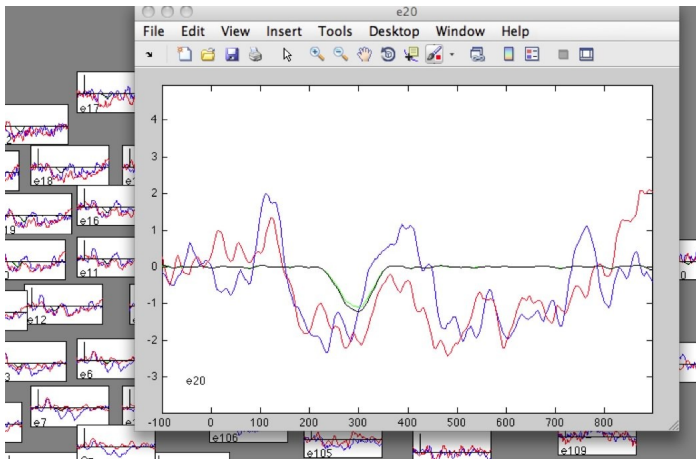 e20
File Edit View Insert Tools Desktop Window Help
e17
e18
e16
e11
e12
e6
e7
4
3
2
1
0
-1
-2
-3
e20
-100 0 100 200 300 400 500 600 700 800
e106
e105
e109